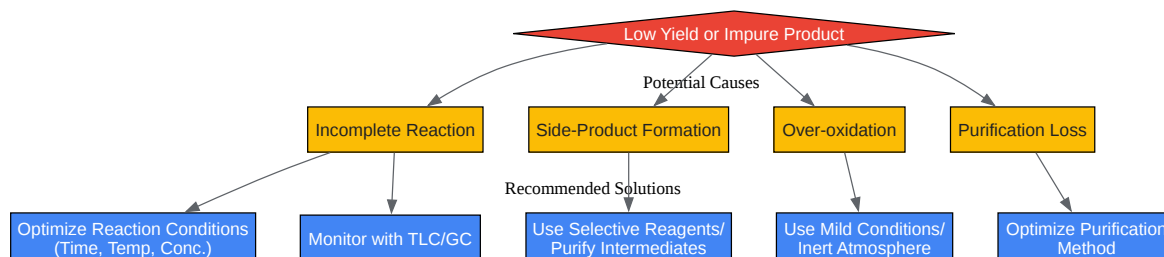 Low Yield or Impure Product
Potential Causes
Incomplete Reaction
Side-Product Formation
Over-oxidation
Purification Loss
Recommended Solutions
Optimize Reaction Conditions
(Time, Temp, Conc.)
Monitor with TLC/GC
Use Selective Reagents/
Purify Intermediates
Use Mild Conditions/
Inert Atmosphere
Optimize Purification
Method